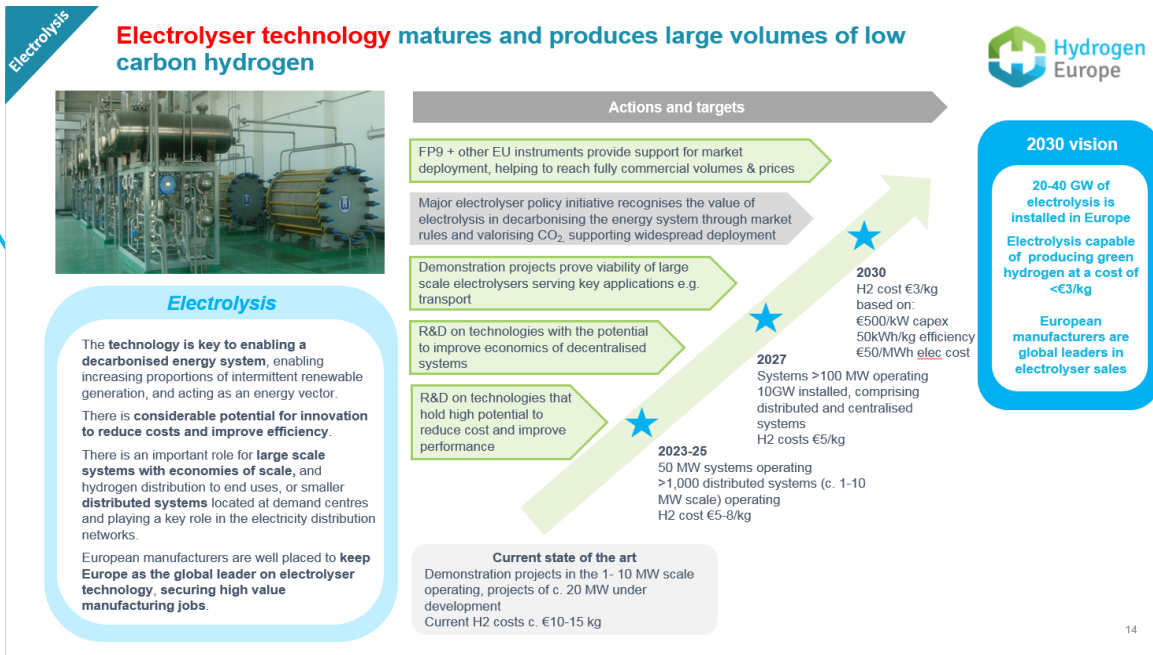 Electrolysis
Electrolyser technology matures and produces large volumes of low
carbon hydrogen
Hydrogen
Europe
Actions and targets
FP9 + other EU instruments provide support for market
deployment, helping to reach fully commercial volumes & prices
Major electrolyser policy initiative recognises the value of
electrolysis in decarbonising the energy system through market
rules and valorising CO2, supporting widespread deployment
Demonstration projects prove viability of large
scale electrolysers serving key applications e.g.
transport
R&D on technologies with the potential
to improve economics of decentralised
systems
R&D on technologies that
hold high potential to
reduce cost and improve
performance
Electrolysis
The technology is key to enabling a
decarbonised energy system, enabling
increasing proportions of intermittent renewable
generation, and acting as an energy vector.
There is considerable potential for innovation
to reduce costs and improve efficiency.
There is an important role for large scale
systems with economies of scale, and
hydrogen distribution to end uses, or smaller
distributed systems located at demand centres
and playing a key role in the electricity distribution
networks.
European manufacturers are well placed to keep
Europe as the global leader on electrolyser
technology, securing high value
manufacturing jobs.
Current state of the art
Demonstration projects in the 1- 10 MW scale
operating, projects of c. 20 MW under
development
Current H2 costs c. €10-15 kg
2023-25
50 MW systems operating
>1,000 distributed systems (c. 1-10
MW scale) operating
H2 cost €5-8/kg
2027
Systems >100 MW operating
10GW installed, comprising
distributed and centralised
systems
H2 costs €5/kg
2030
H2 cost €3/kg
based on:
€500/kW capex
50kWh/kg efficiency
€50/MWh elec cost
2030 vision
20-40 GW of
electrolysis is
installed in Europe
Electrolysis capable
of producing green
hydrogen at a cost of
<€3/kg
European
manufacturers are
global leaders in
electrolyser sales
14